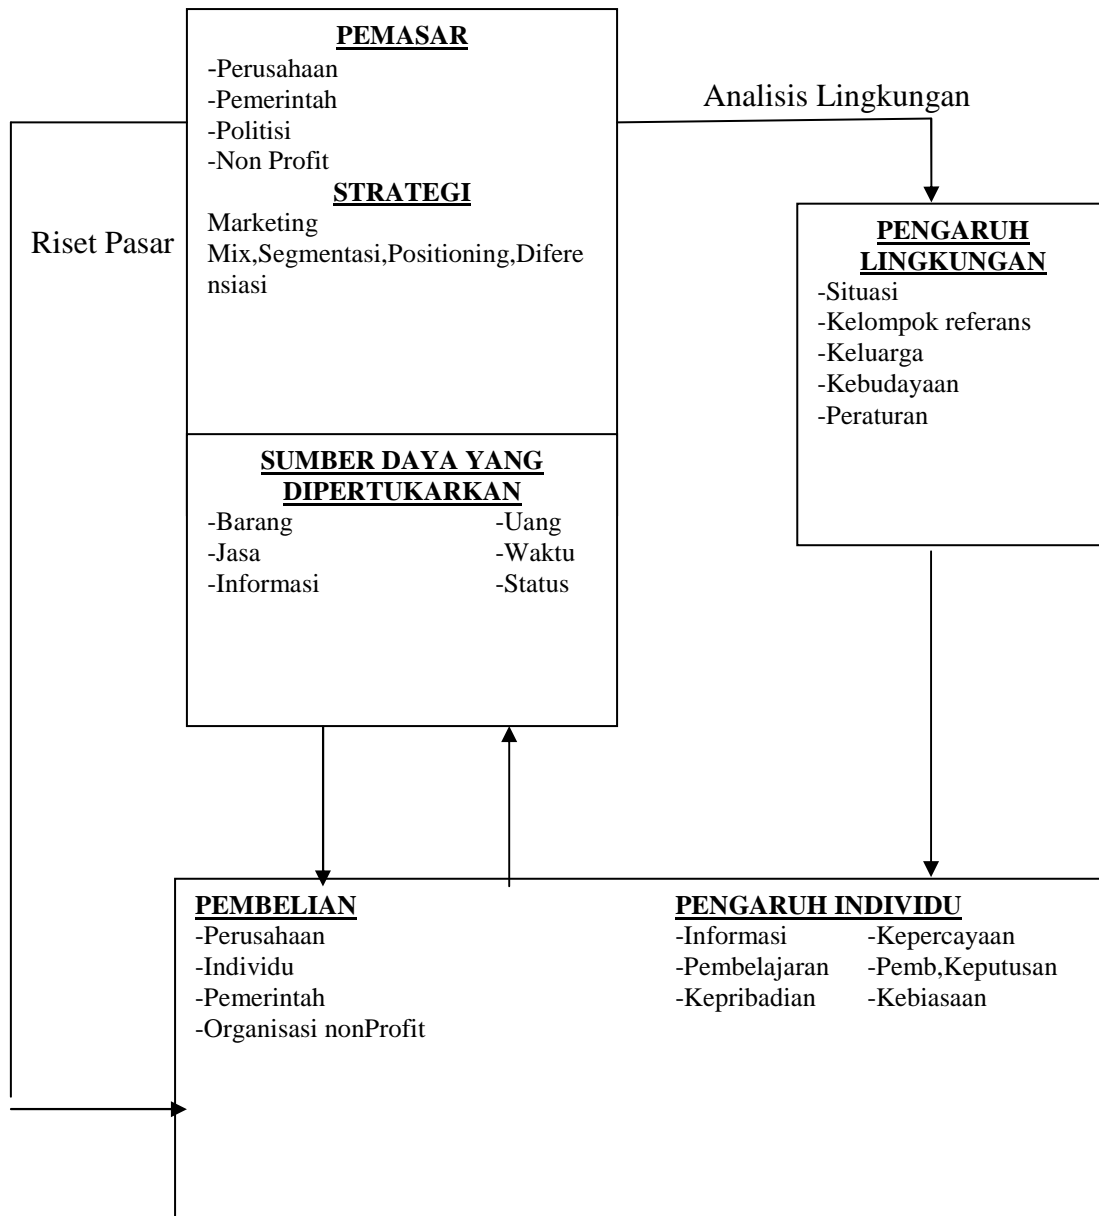 PEMASAR
-Perusahaan
-Pemerintah
-Politisi
-Non Profit
STRATEGI
Marketing
Mix,Segmentasi,Positioning,Difere
nsiasi
Analisis Lingkungan
Riset Pasar
PENGARUH
LINGKUNGAN
-Situasi
-Kelompok referans
-Keluarga
-Kebudayaan
-Peraturan
SUMBER DAYA YANG
DIPERTUKARKAN
-Barang -Uang
-Jasa -Waktu
-Informasi -Status
PEMBELIAN
-Perusahaan
-Individu
-Pemerintah
-Organisasi nonProfit
PENGARUH INDIVIDU
-Informasi -Kepercayaan
-Pembelajaran -Pemb,Keputusan
-Kepribadian -Kebiasaan